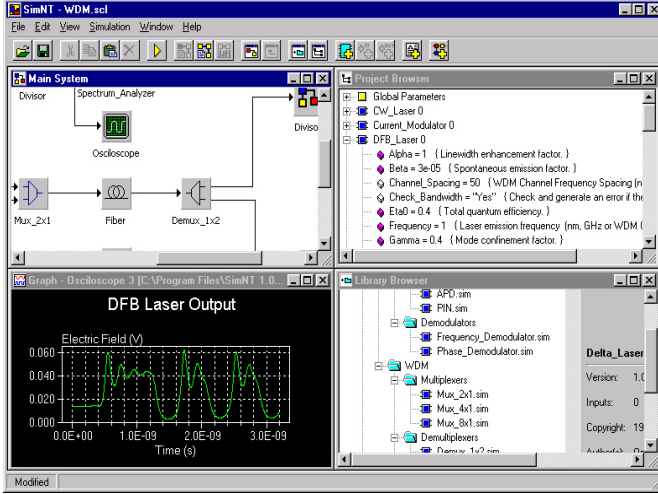 SimNT - WDM.scl
File Edit View Simulation Window Help
Main System
Divisor
Spectrum_Analyzer
Osciloscope
Diviso
Mux_2x1
Fiber
Demux_1x2
Project Browser
Global Parameters
CW_Laser 0
Current_Modulator 0
DFB_Laser 0
Alpha = 1 { Linewidth enhancement factor. }
Beta = 3e-05 { Spontaneous emission factor. }
Channel_Spacing = 50 { WDM Channel Frequency Spacing (n
Check_Bandwidth = "Yes" { Check and generate an error if the
Eta0 = 0.4 { Total quantum efficiency. }
Frequency = 1 { Laser emission frequency (nm, GHz or WDM (
Gamma = 0.4 { Mode confinement factor. }
Graph - Osciloscope 3 [C:\Program Files\SimNT 1.0...
DFB Laser Output
Electric Field (V)
0.060
0.040
0.020
0.000
0.0E+00 1.0E-09 2.0E-09 3.0E-09
Time (s)
Library Browser
APD.sim
PIN.sim
Demodulators
Frequency_Demodulator.sim
Phase_Demodulator.sim
WDM
Multiplexers
Mux_2x1.sim
Mux_4x1.sim
Mux_8x1.sim
Demultiplexers
Demux_1x2.sim
Delta_Laser
Version: 1.0
Inputs: 0
Copyright: 19
Modified